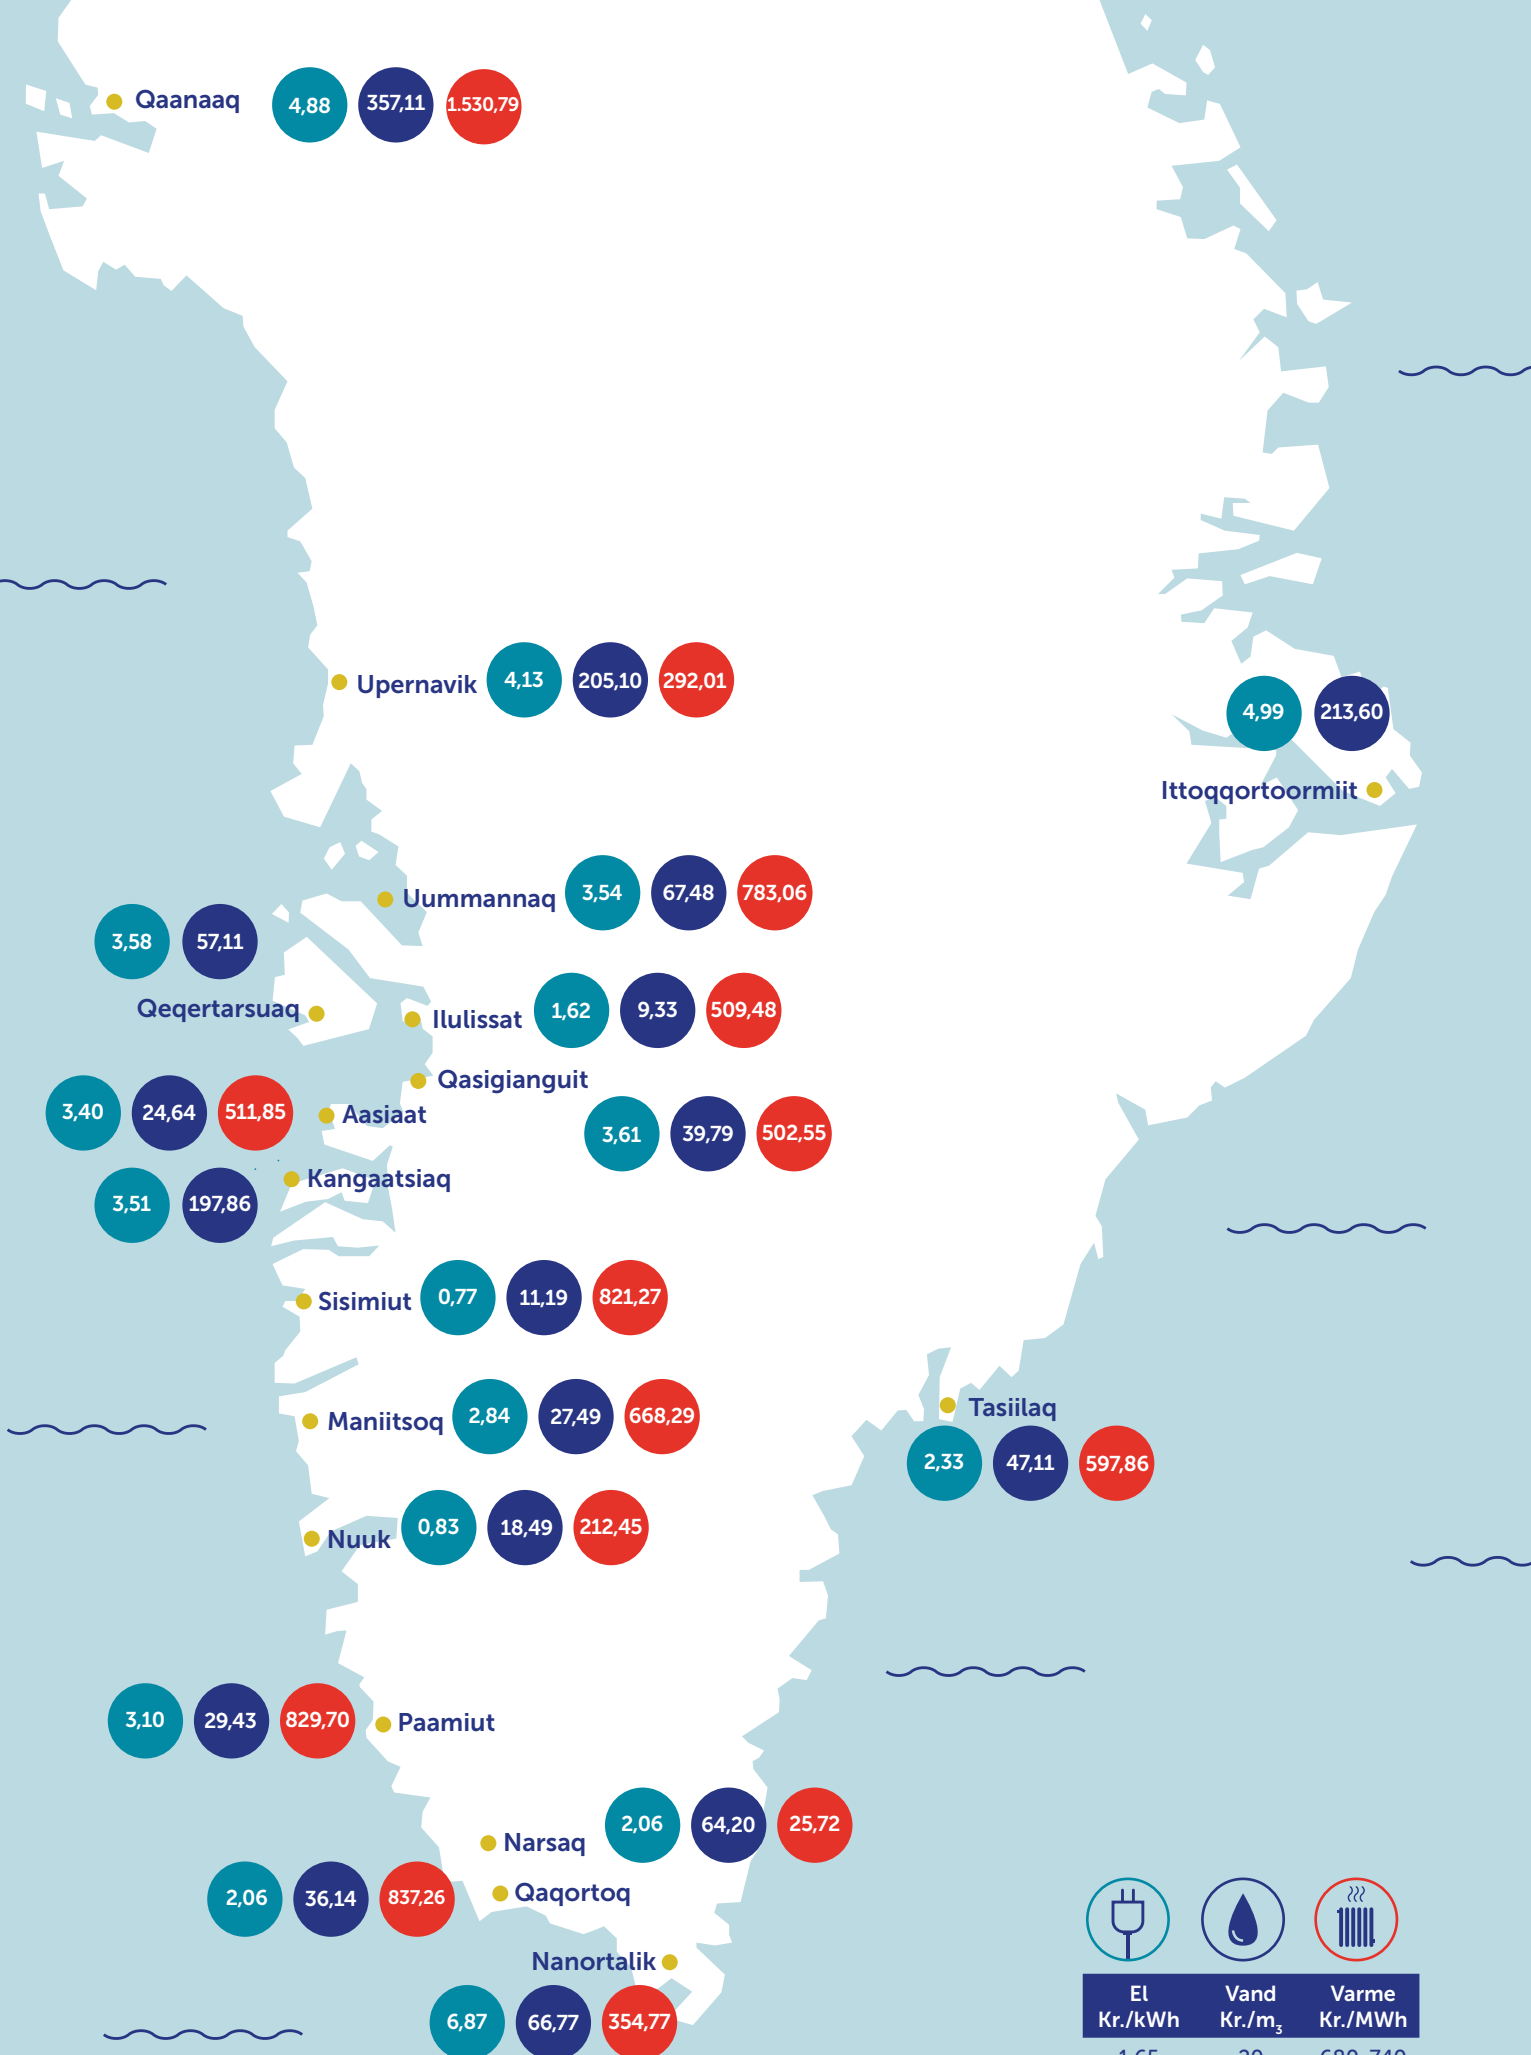 Qaanaaq 4,88 357,11 1.530,79
Upernavik 4,13 205,10 292,01
4,99 213,60
Ittoqqortoormiit
Uummannaq 3,54 67,48 783,06
3,58 57,11
Qeqertarsuaq
Ilulissat 1,62 9,33 509,48
Qasigianguit
3,61 39,79 502,55
3,40 24,64 511,85 Aasiaat
Kangaatsiaq
3,51 197,86
Sisimiut 0,77 11,19 821,27
Maniitsoq 2,84 27,49 668,29
Tasiilaq
2,33 47,11 597,86
Nuuk 0,83 18,49 212,45
3,10 29,43 829,70 Paamiut
Narsaq 2,06 64,20 25,72
2,06 36,14 837,26 Qaqortoq
Nanortalik
6,87 66,77 354,77
El Vand Varme
Kr./kWh Kr./m3 Kr./MWh